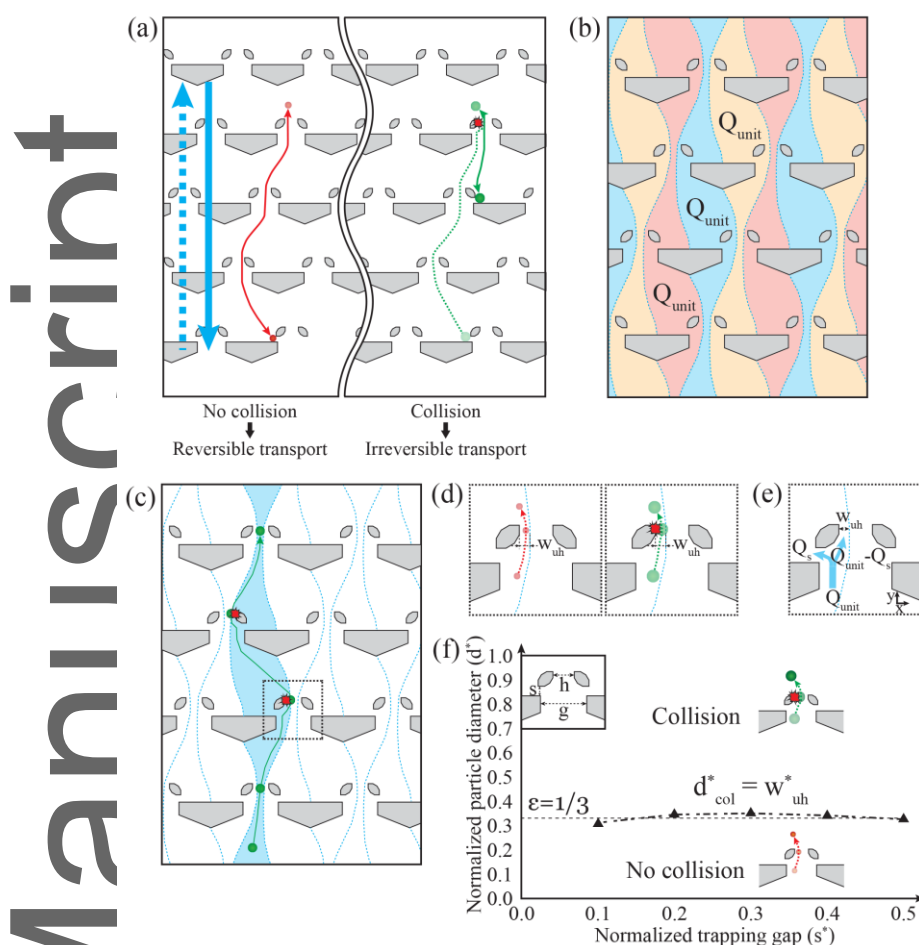 Manuscript
(a)
No collision
Reversible transport
Collision
Irreversible transport
(b)
Q_unit
Q_unit
Q_unit
(c)
(d)
w_uh
w_uh
(e)
w_uh
Q_s
Q_unit-Q_s
Q_unit
y
x
(f)
Normalized particle diameter (d*)
1.0
0.9
0.8
0.7
0.6
0.5
0.4
0.3
0.2
0.1
0.0
s
h
g
Collision
ε=1/3
d*_col = w*_uh
No collision
0.0 0.1 0.2 0.3 0.4 0.5
Normalized trapping gap (s*)